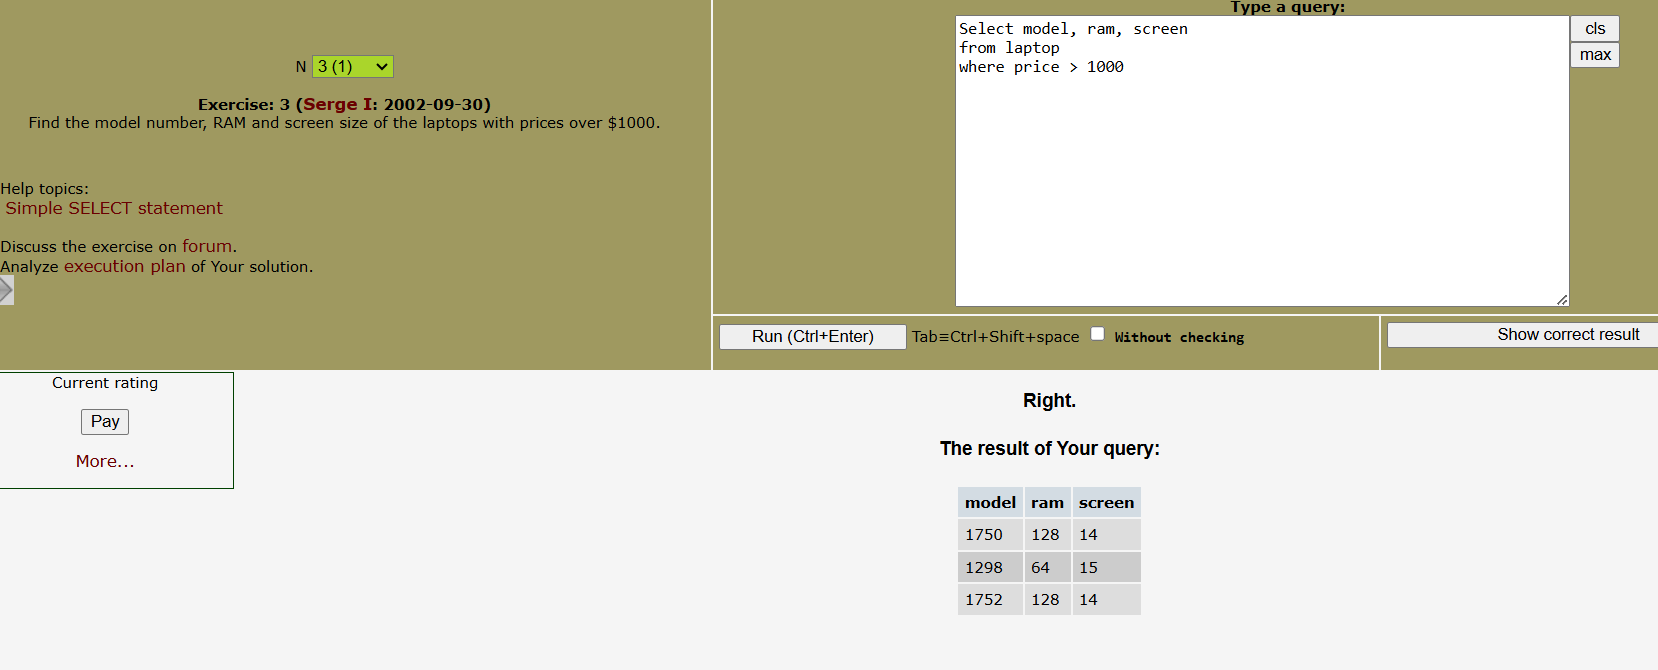 N 3 (1)
Exercise: 3 (Serge I: 2002-09-30)
Find the model number, RAM and screen size of the laptops with prices over $1000.
Help topics:
Simple SELECT statement
Discuss the exercise on forum.
Analyze execution plan of Your solution.
Type a query:
Select model, ram, screen
from laptop
where price > 1000
cls
max
Run (Ctrl+Enter) Tab≡Ctrl+Shift+space Without checking
Show correct result
Current rating
Pay
More...
Right.
The result of Your query:
model ram screen
1750 128 14
1298 64 15
1752 128 14